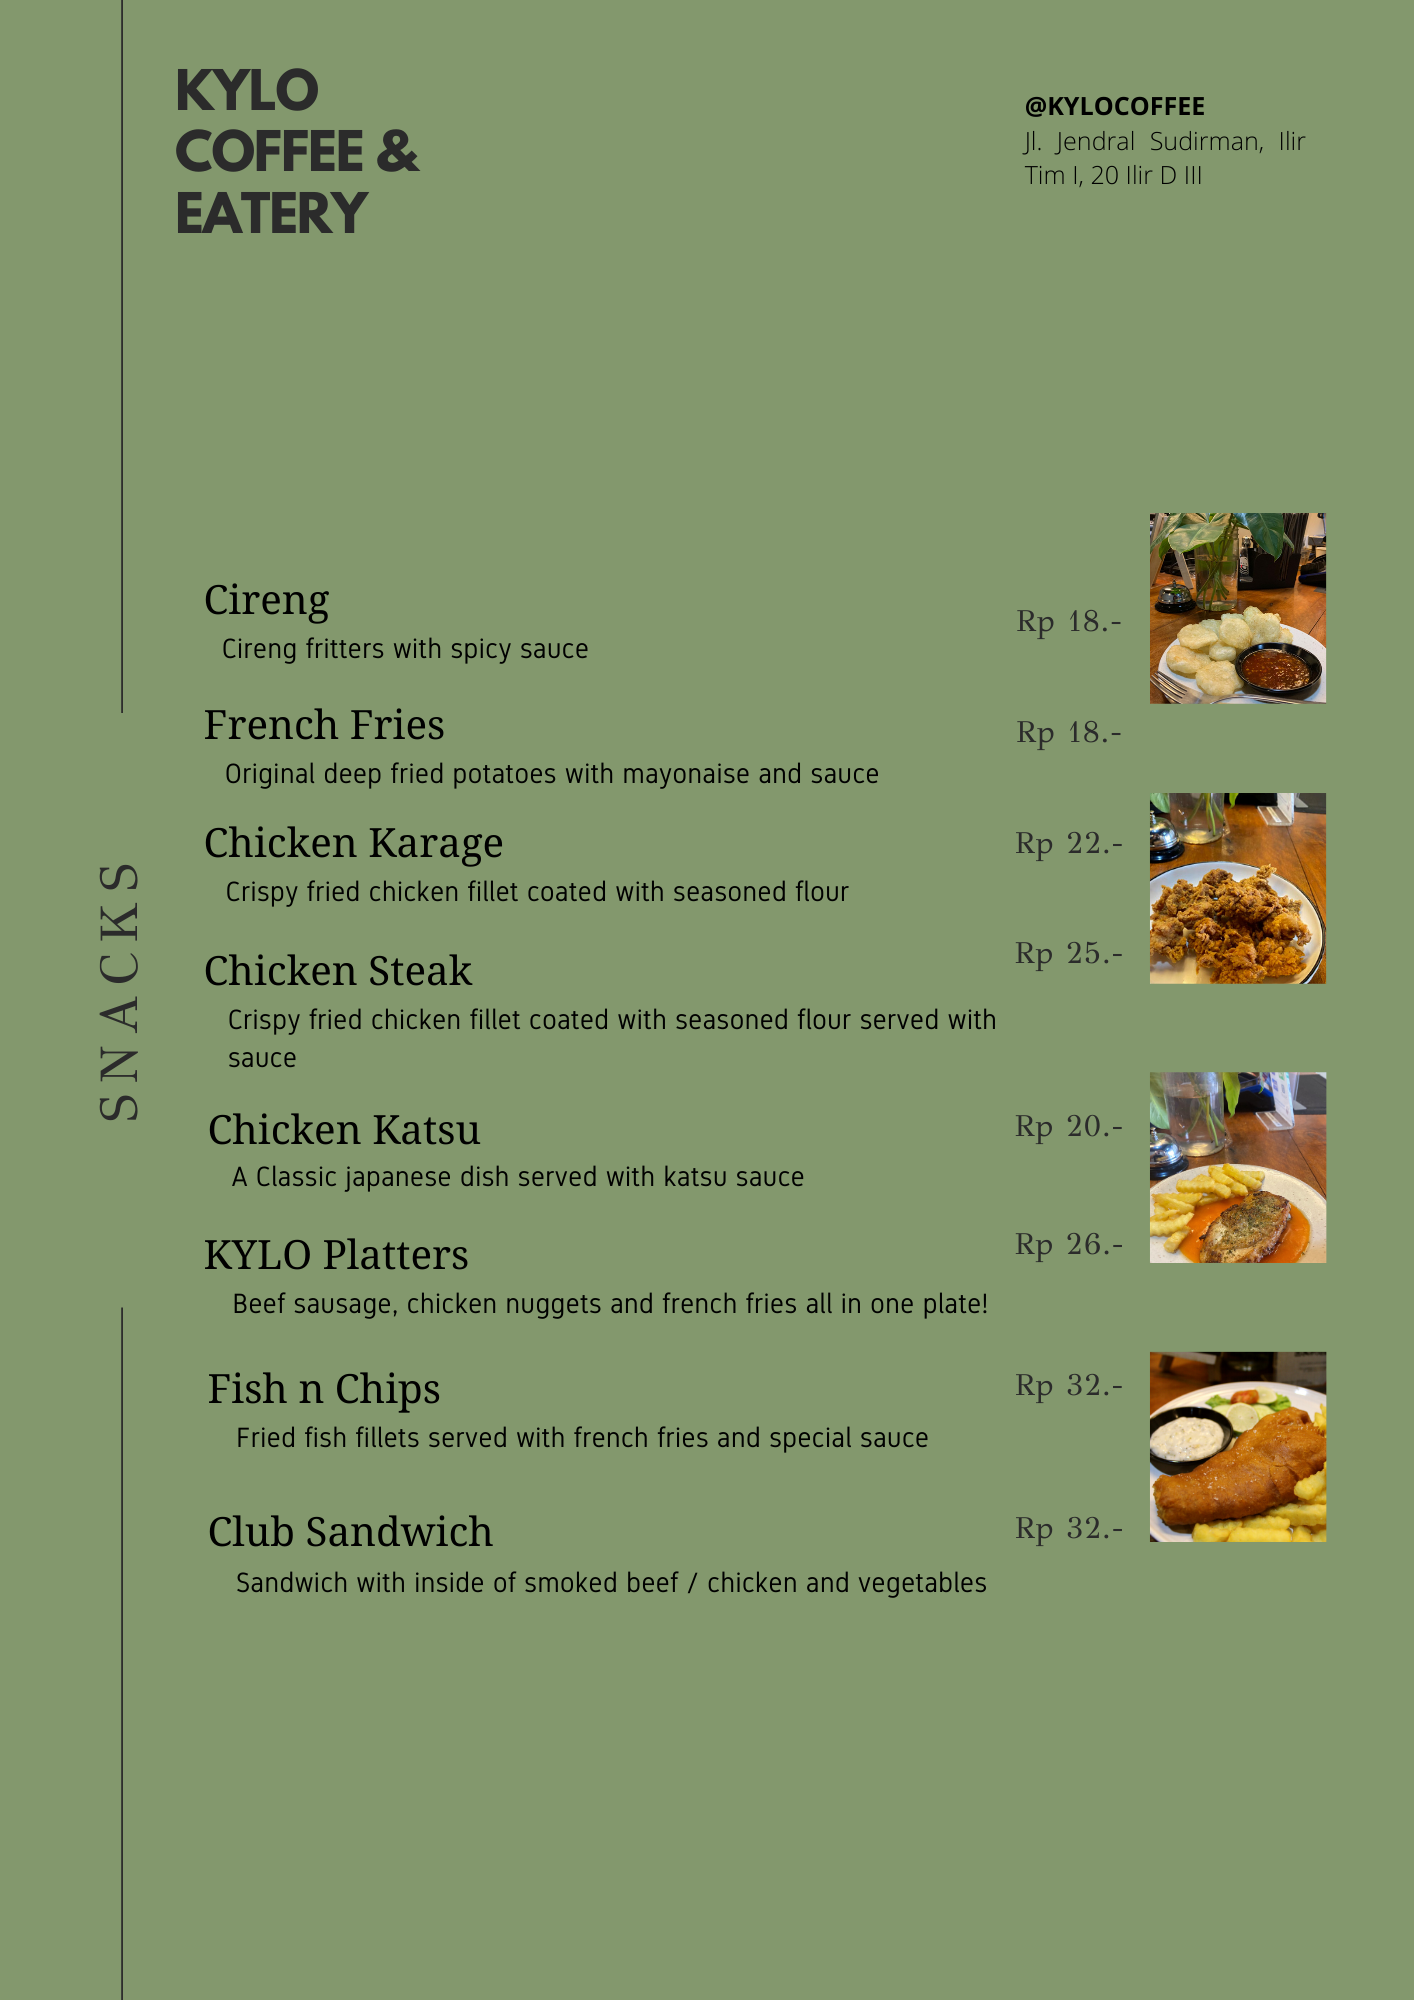 KYLO
COFFEE &
EATERY
@KYLOCOFFEE
Jl. Jendral Sudirman, Ilir
Tim I, 20 Ilir D III
SNACKS
Cireng
Rp 18.-
Cireng fritters with spicy sauce
French Fries
Rp 18.-
Original deep fried potatoes with mayonaise and sauce
Chicken Karage
Rp 22.-
Crispy fried chicken fillet coated with seasoned flour
Chicken Steak
Rp 25.-
Crispy fried chicken fillet coated with seasoned flour served with
sauce
Chicken Katsu
Rp 20.-
A Classic japanese dish served with katsu sauce
KYLO Platters
Rp 26.-
Beef sausage, chicken nuggets and french fries all in one plate!
Fish n Chips
Rp 32.-
Fried fish fillets served with french fries and special sauce
Club Sandwich
Rp 32.-
Sandwich with inside of smoked beef / chicken and vegetables